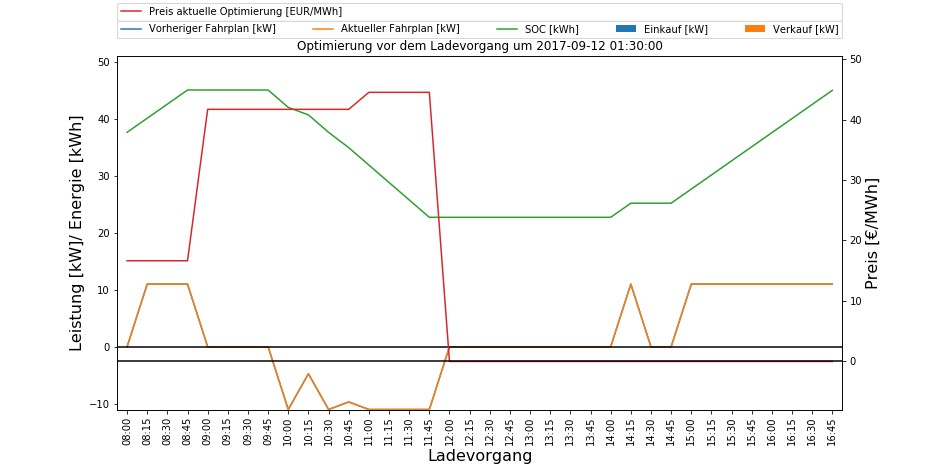 Preis aktuelle Optimierung [EUR/MWh]
Vorheriger Fahrplan [kW] Aktueller Fahrplan [kW] SOC [kWh] Einkauf [kW] Verkauf [kW]
Optimierung vor dem Ladevorgang um 2017-09-12 01:30:00
Leistung [kW]/ Energie [kWh]
50
40
30
20
10
0
−10
50
40
30
20
10
0
Preis [€/MWh]
08:00 08:15 08:30 08:45 09:00 09:15 09:30 09:45 10:00 10:15 10:30 10:45 11:00 11:15 11:30 11:45 12:00 12:15 12:30 12:45 13:00 13:15 13:30 13:45 14:00 14:15 14:30 14:45 15:00 15:15 15:30 15:45 16:00 16:15 16:30 16:45
Ladevorgang